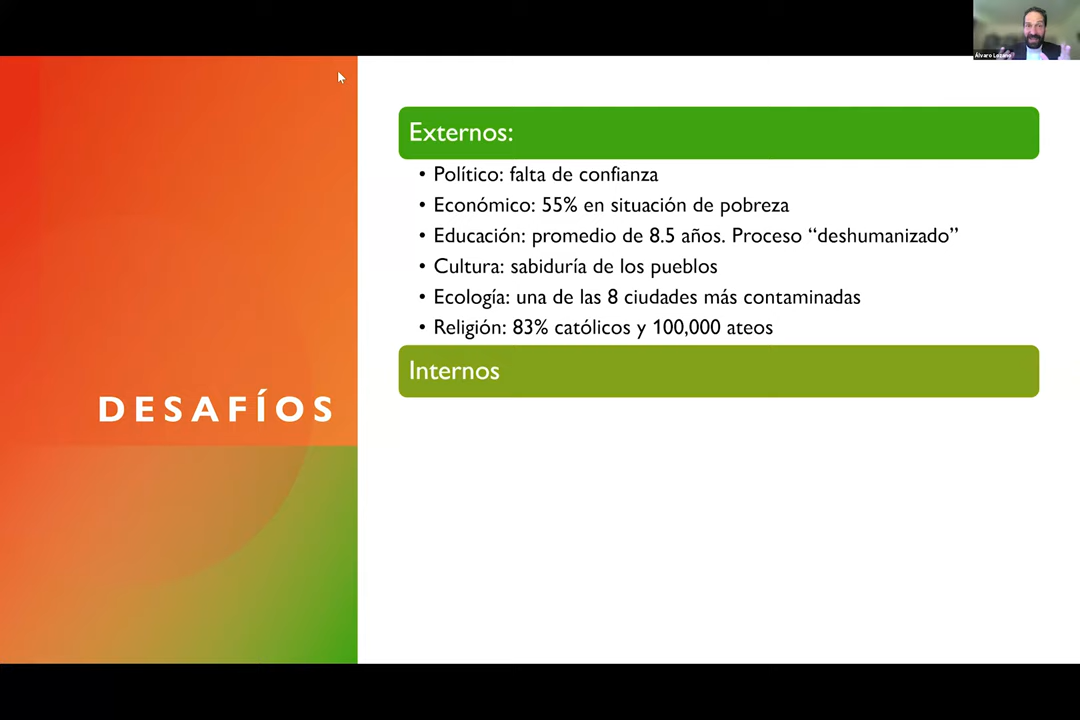 Álvaro Lozano
Externos:
• Político: falta de confianza
• Económico: 55% en situación de pobreza
• Educación: promedio de 8.5 años. Proceso “deshumanizado”
• Cultura: sabiduría de los pueblos
• Ecología: una de las 8 ciudades más contaminadas
• Religión: 83% católicos y 100,000 ateos
Internos
DESAFÍOS